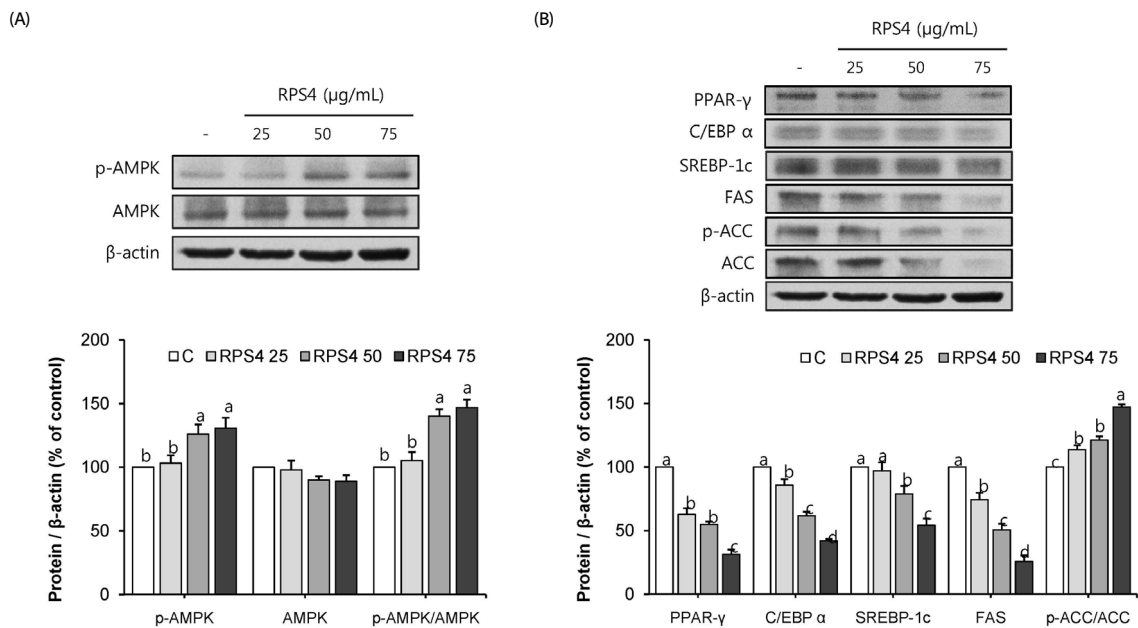 (A)
RPS4 (μg/mL)
- 25 50 75
p-AMPK
AMPK
β-actin
200
150
100
50
0
Protein / β-actin (% of control)
C RPS4 25 RPS4 50 RPS4 75
b b a a
b b a a
p-AMPK AMPK p-AMPK/AMPK
(B)
RPS4 (μg/mL)
- 25 50 75
PPAR-γ
C/EBP α
SREBP-1c
FAS
p-ACC
ACC
β-actin
200
150
100
50
0
Protein / β-actin (% of control)
C RPS4 25 RPS4 50 RPS4 75
a b b c
a b c d
a a b c
a b c d
c b b a
PPAR-γ C/EBP α SREBP-1c FAS p-ACC/ACC